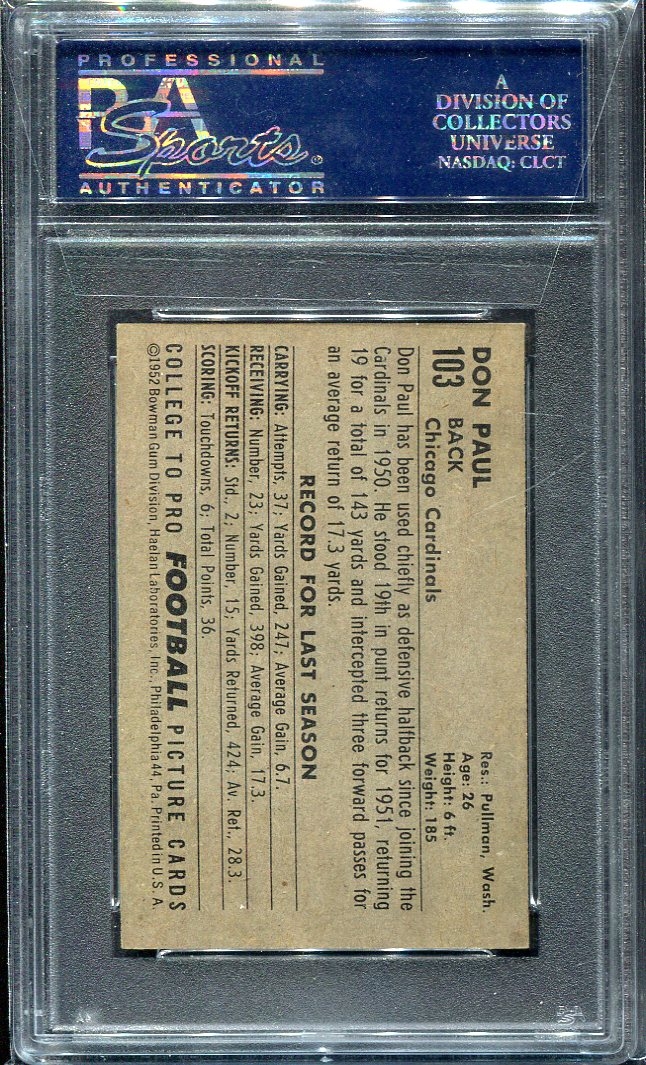 PROFESSIONAL
PSA
Sports®
AUTHENTICATOR
A
DIVISION OF
COLLECTORS
UNIVERSE
NASDAQ: CLCT
DON PAUL
103 BACK
Chicago Cardinals
Res.: Pullman, Wash.
Age: 26
Height: 6 ft.
Weight: 185
Don Paul has been used chiefly as defensive halfback since joining the
Cardinals in 1950. He stood 19th in punt returns for 1951, returning
19 for a total of 143 yards and intercepted three forward passes for
an average return of 17.3 yards.
RECORD FOR LAST SEASON
CARRYING: Attempts, 37; Yards Gained, 247; Average Gain, 6.7.
RECEIVING: Number, 23; Yards Gained, 398; Average Gain, 17.3.
KICKOFF RETURNS: Std., 2; Number, 15; Yards Returned, 424; Av. Ret., 28.3.
SCORING: Touchdowns, 6; Total Points, 36.
COLLEGE TO PRO FOOTBALL PICTURE CARDS
©1952 Bowman Gum Division, Haelan Laboratories, Inc., Philadelphia 44, Pa. Printed in U. S. A.